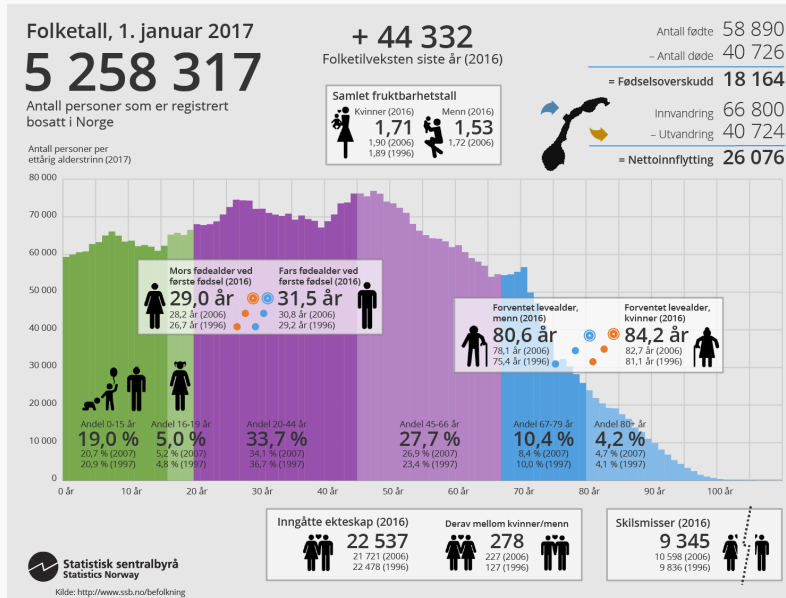 Folketall, 1. januar 2017
5 258 317
Antall personer som er registrert
bosatt i Norge
+ 44 332
Folketilveksten siste år (2016)
Antall fødte 58 890
– Antall døde 40 726
= Fødselsoverskudd 18 164
Innvandring 66 800
– Utvandring 40 724
= Nettoinnflytting 26 076
Samlet fruktbarhetstall
Kvinner (2016)
1,71
1,90 (2006)
1,89 (1996)
Menn (2016)
1,53
1,72 (2006)
Antall personer per
ettårig alderstrinn (2017)
80 000
70 000
60 000
50 000
40 000
30 000
20 000
10 000
0
Mors fødealder ved
første fødsel (2016)
29,0 år
28,2 år (2006)
26,7 år (1996)
Fars fødealder ved
første fødsel (2016)
31,5 år
30,8 år (2006)
29,2 år (1996)
Forventet levealder,
menn (2016)
80,6 år
78,1 år (2006)
75,4 år (1996)
Forventet levealder,
kvinner (2016)
84,2 år
82,7 år (2006)
81,1 år (1996)
Andel 0-15 år
19,0 %
20,7 % (2007)
20,9 % (1997)
Andel 16-19 år
5,0 %
5,2 % (2007)
4,8 % (1997)
Andel 20-44 år
33,7 %
34,1 % (2007)
36,7 % (1997)
Andel 45-66 år
27,7 %
26,9 % (2007)
23,4 % (1997)
Andel 67-79 år
10,4 %
8,4 % (2007)
10,0 % (1997)
Andel 80+ år
4,2 %
4,7 % (2007)
4,1 % (1997)
0 år
10 år
20 år
30 år
40 år
50 år
60 år
70 år
80 år
90 år
100 år
Inngåtte ekteskap (2016)
22 537
21 721 (2006)
22 478 (1996)
Derav mellom kvinner/menn
278
227 (2006)
127 (1996)
Skilsmisser (2016)
9 345
10 598 (2006)
9 836 (1996)
Statistisk sentralbyrå
Statistics Norway
Kilde: http://www.ssb.no/befolkning